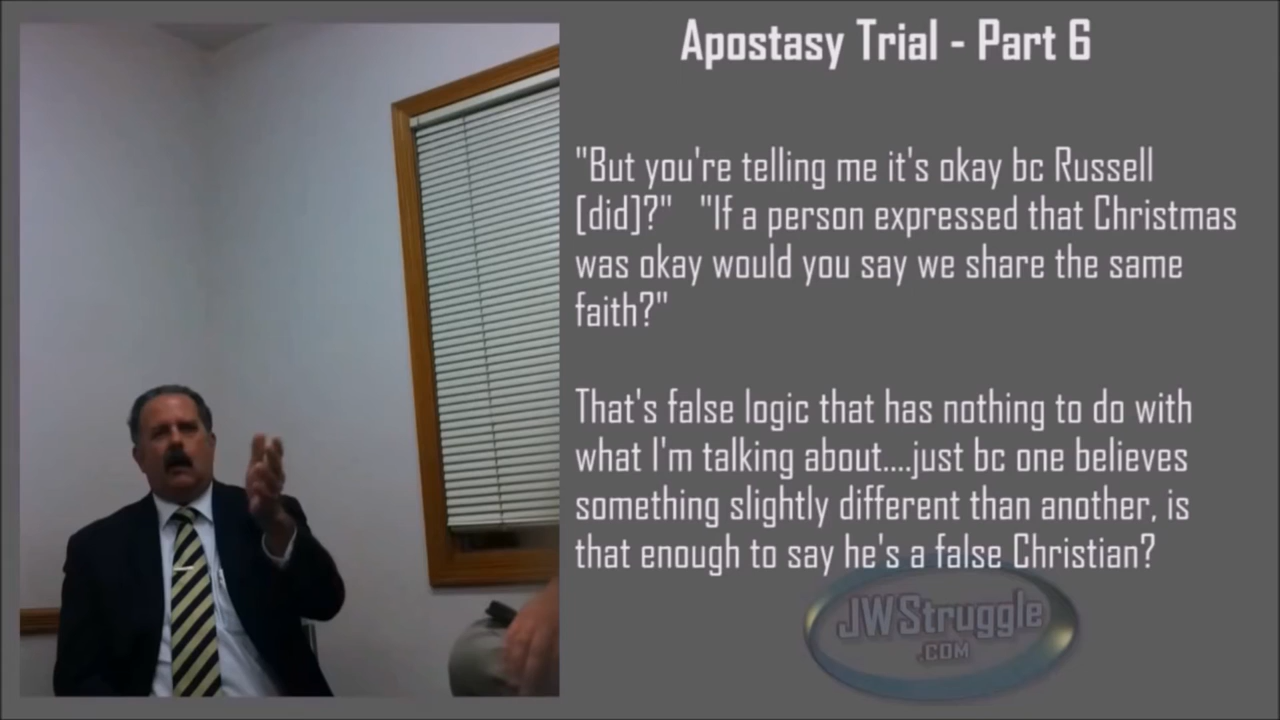 Apostasy Trial - Part 6
"But you're telling me it's okay bc Russell
[did]?" "If a person expressed that Christmas
was okay would you say we share the same
faith?"
That's false logic that has nothing to do with
what I'm talking about....just bc one believes
something slightly different than another, is
that enough to say he's a false Christian?
JWStruggle
.COM